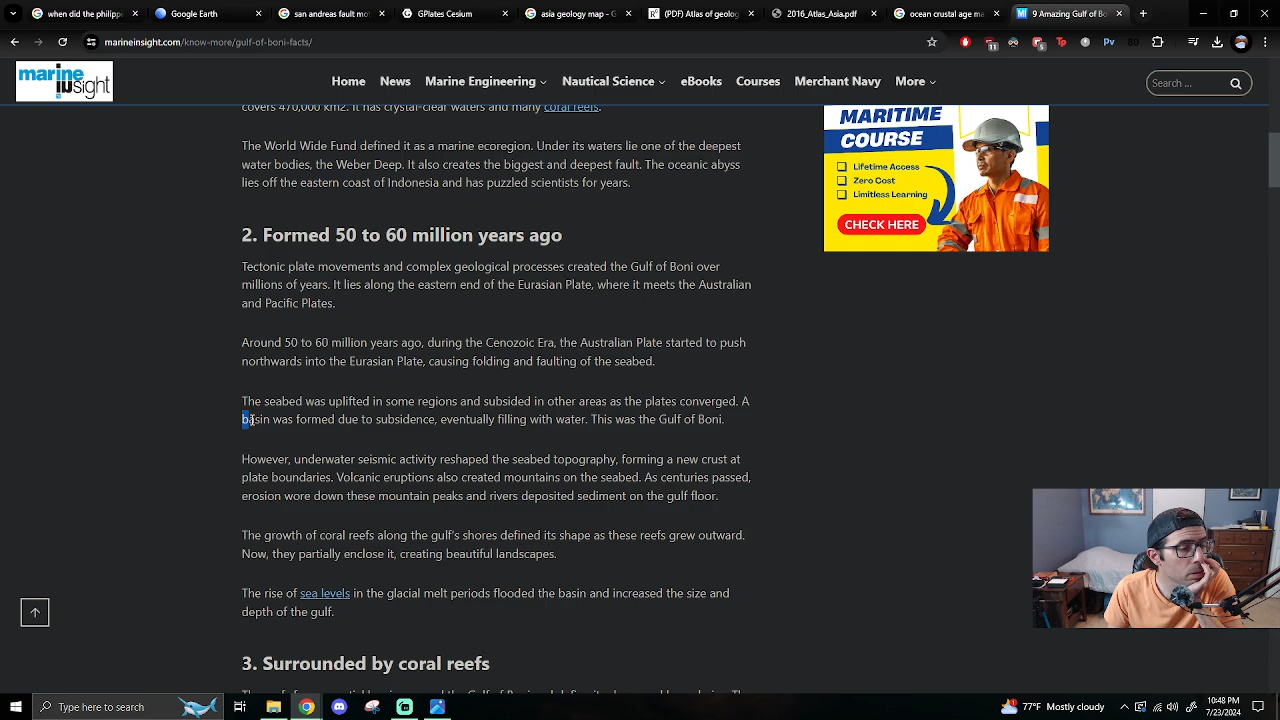 when did the philipp
Google Earth
san andreas fault mo
GPlates Cesium
asia geology map - G
(PDF) Atlas of geolog
2016_Atlas_Asia.pdf
ocean crustal age ma
9 Amazing Gulf of Bo
marineinsight.com/know-more/gulf-of-boni-facts/
marine insight
Home News Marine Engineering Nautical Science eBooks Merchant Navy More
Search ...
covers 470,000 km2. It has crystal-clear waters and many coral reefs.
The World Wide Fund defined it as a marine ecoregion. Under its waters lie one of the deepest
water bodies, the Weber Deep. It also creates the biggest and deepest fault. The oceanic abyss
lies off the eastern coast of Indonesia and has puzzled scientists for years.
MARITIME
COURSE
Lifetime Access
Zero Cost
Limitless Learning
CHECK HERE
2. Formed 50 to 60 million years ago
Tectonic plate movements and complex geological processes created the Gulf of Boni over
millions of years. It lies along the eastern end of the Eurasian Plate, where it meets the Australian
and Pacific Plates.
Around 50 to 60 million years ago, during the Cenozoic Era, the Australian Plate started to push
northwards into the Eurasian Plate, causing folding and faulting of the seabed.
The seabed was uplifted in some regions and subsided in other areas as the plates converged. A
basin was formed due to subsidence, eventually filling with water. This was the Gulf of Boni.
However, underwater seismic activity reshaped the seabed topography, forming a new crust at
plate boundaries. Volcanic eruptions also created mountains on the seabed. As centuries passed,
erosion wore down these mountain peaks and rivers deposited sediment on the gulf floor.
The growth of coral reefs along the gulf's shores defined its shape as these reefs grew outward.
Now, they partially enclose it, creating beautiful landscapes.
The rise of sea levels in the glacial melt periods flooded the basin and increased the size and
depth of the gulf.
3. Surrounded by coral reefs
Type here to search
77°F Mostly cloudy
10:48 PM
7/23/2024